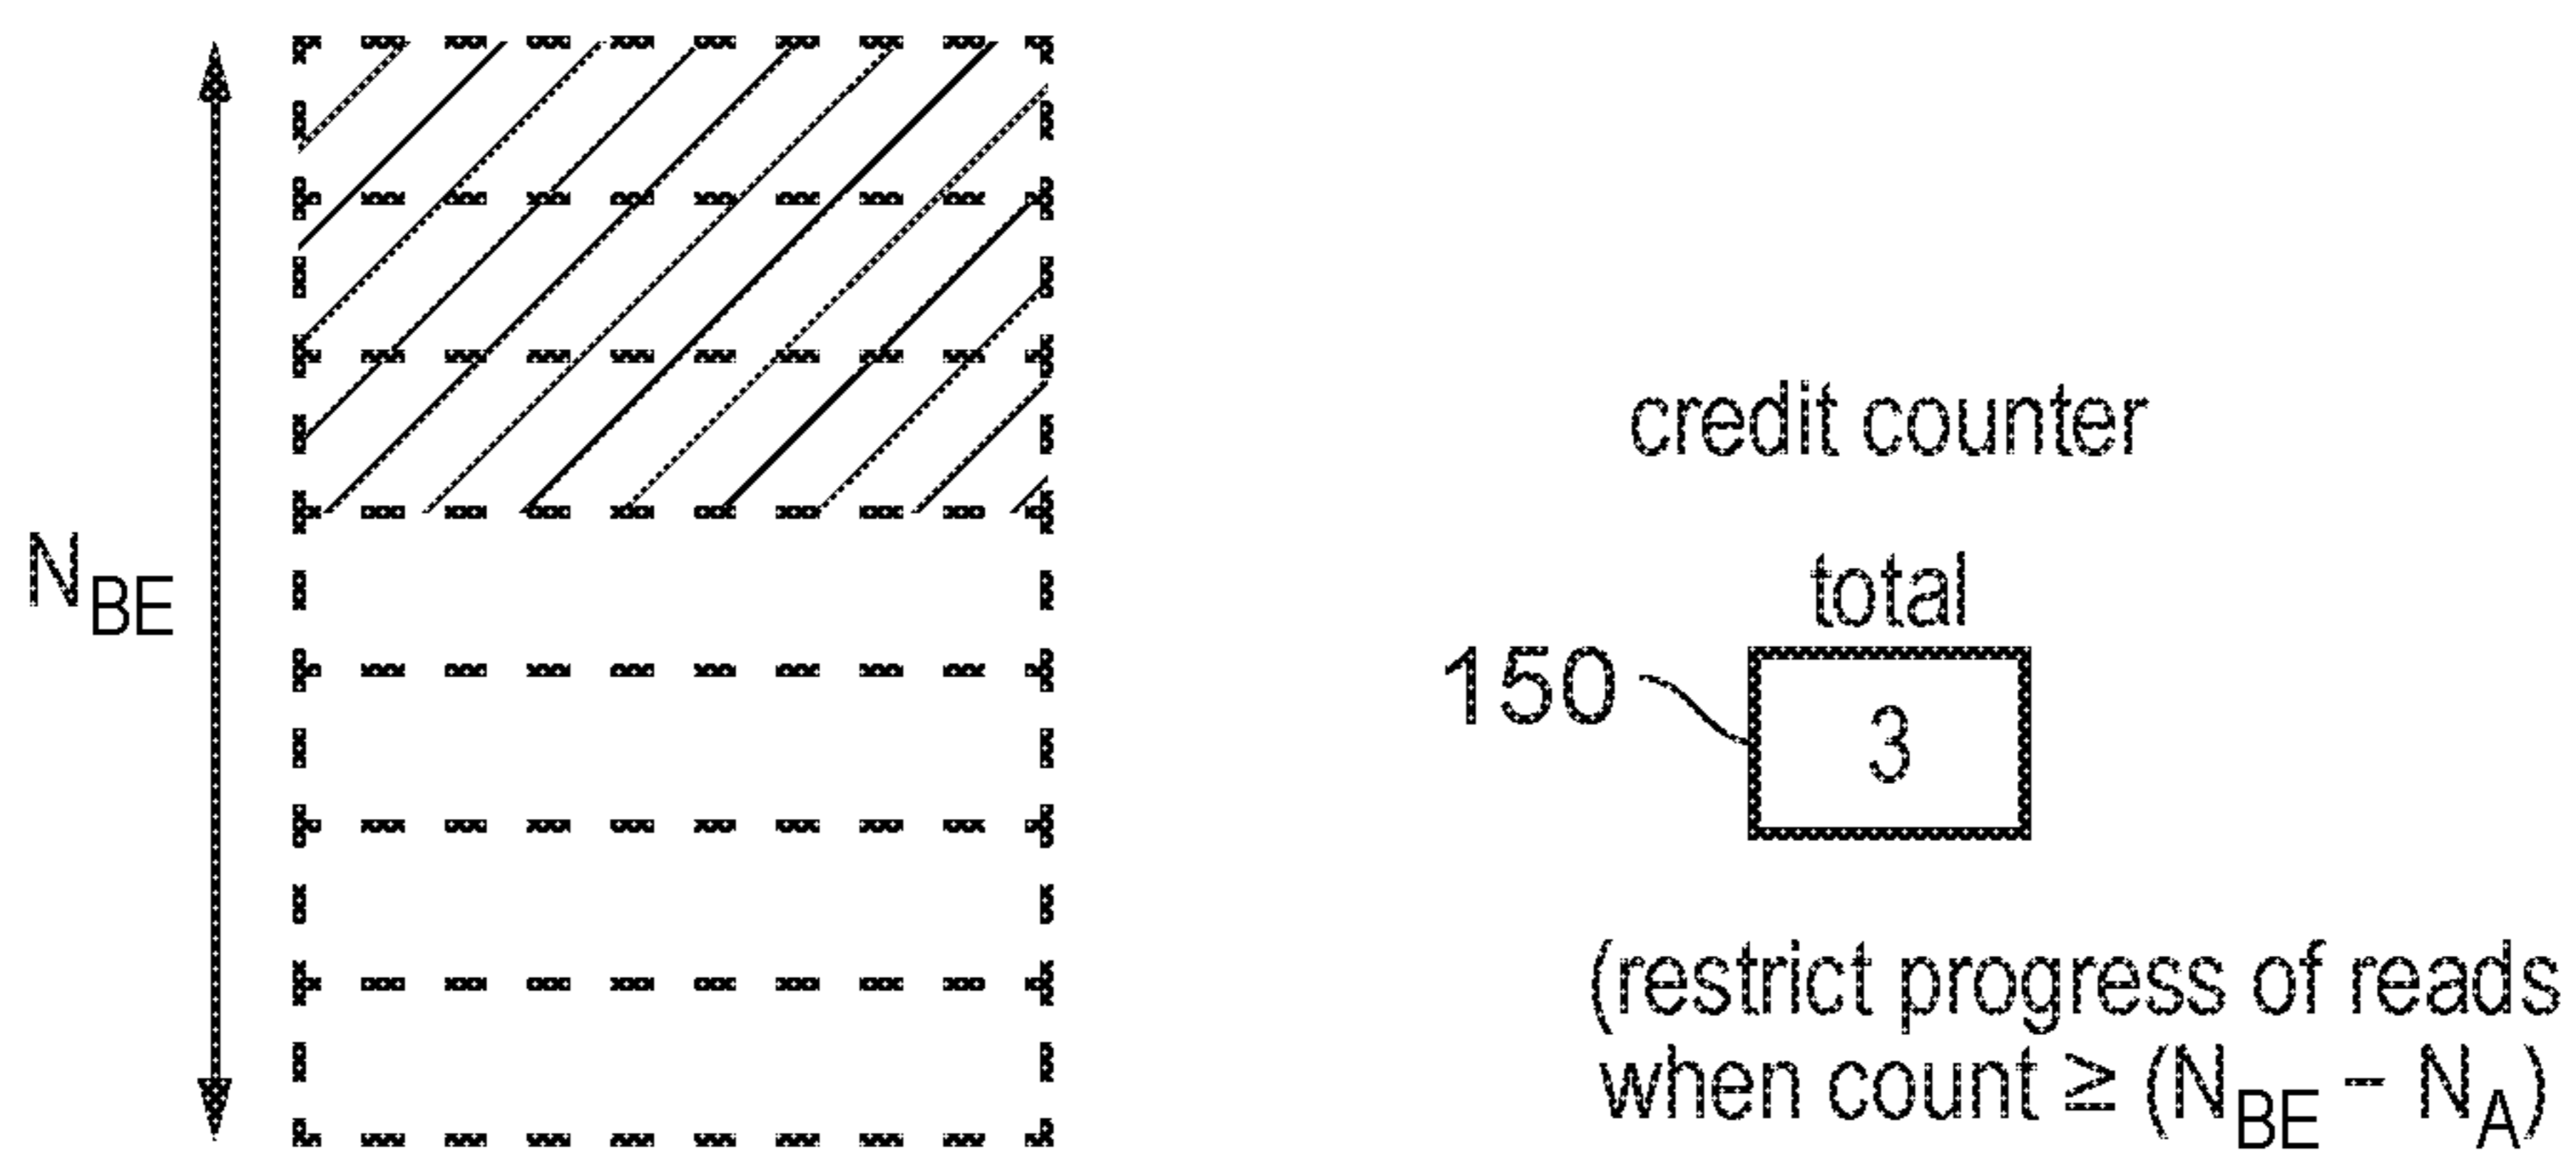 N_BE
credit counter
total
150
3
(restrict progress of reads
when count ≥ (N_BE – N_A)